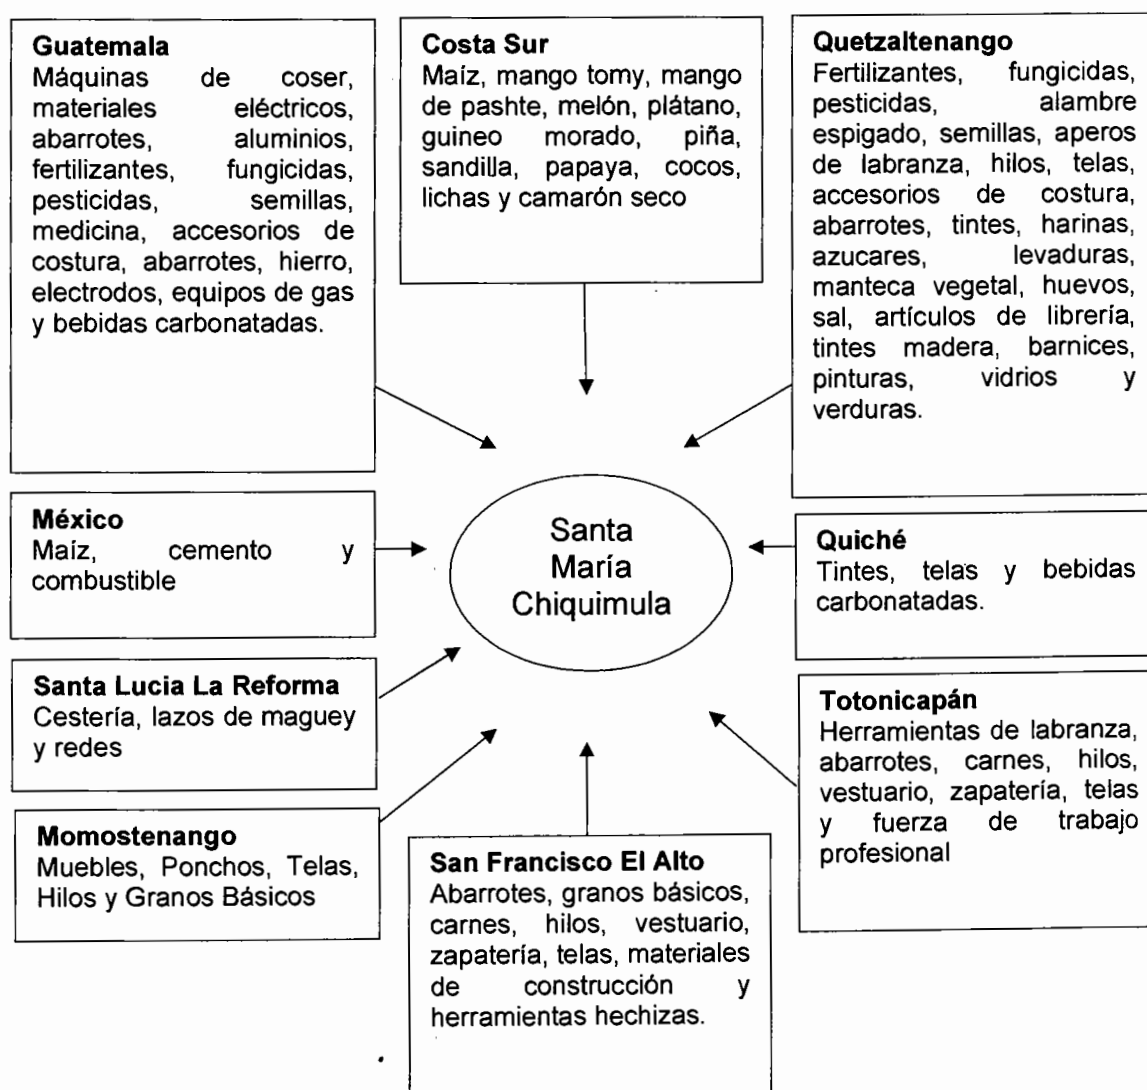 Guatemala
Máquinas de coser,
materiales eléctricos,
abarrotes, aluminios,
fertilizantes, fungicidas,
pesticidas, semillas,
medicina, accesorios de
costura, abarrotes, hierro,
electrodos, equipos de gas
y bebidas carbonatadas.
Costa Sur
Maíz, mango tomy, mango
de pashte, melón, plátano,
guineo morado, piña,
sandilla, papaya, cocos,
lichas y camarón seco
Quetzaltenango
Fertilizantes, fungicidas,
pesticidas, alambre
espigado, semillas, aperos
de labranza, hilos, telas,
accesorios de costura,
abarrotes, tintes, harinas,
azucares, levaduras,
manteca vegetal, huevos,
sal, artículos de librería,
tintes madera, barnices,
pinturas, vidrios y
verduras.
México
Maíz, cemento y
combustible
Santa
María
Chiquimula
Quiché
Tintes, telas y bebidas
carbonatadas.
Santa Lucia La Reforma
Cestería, lazos de maguey
y redes
Totonicapán
Herramientas de labranza,
abarrotes, carnes, hilos,
vestuario, zapatería, telas
y fuerza de trabajo
profesional
Momostenango
Muebles, Ponchos, Telas,
Hilos y Granos Básicos
San Francisco El Alto
Abarrotes, granos básicos,
carnes, hilos, vestuario,
zapatería, telas, materiales
de construcción y
herramientas hechizas.